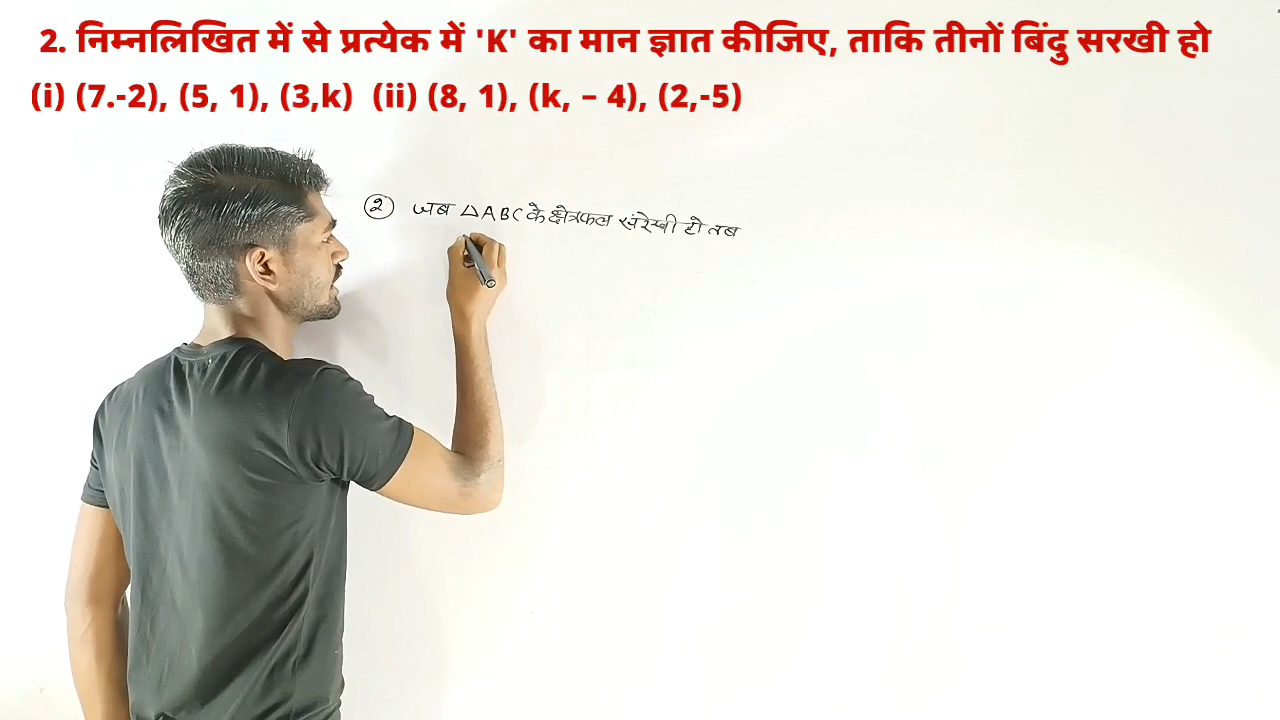 2. निम्नलिखित में से प्रत्येक में 'K' का मान ज्ञात कीजिए, ताकि तीनों बिंदु सरखी हो
(i) (7.-2), (5, 1), (3,k) (ii) (8, 1), (k, – 4), (2,-5)
② जब △ABC के क्षेत्रफल संरेखी हो तब